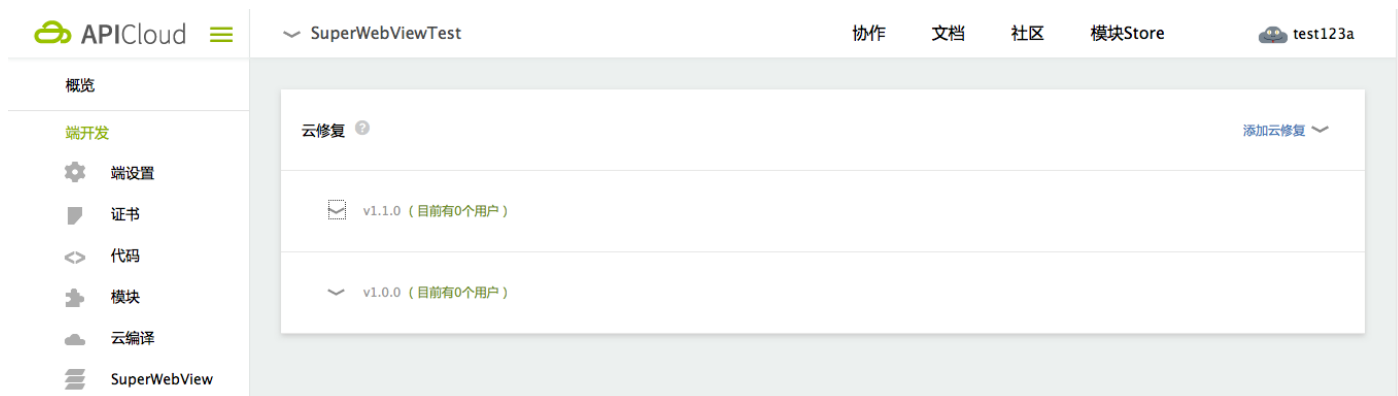 APICloud
SuperWebViewTest
协作 文档 社区 模块Store
test123a
概览
端开发
端设置
证书
代码
模块
云编译
SuperWebView
云修复 ?
添加云修复
v1.1.0 (目前有0个用户)
v1.0.0 (目前有0个用户)